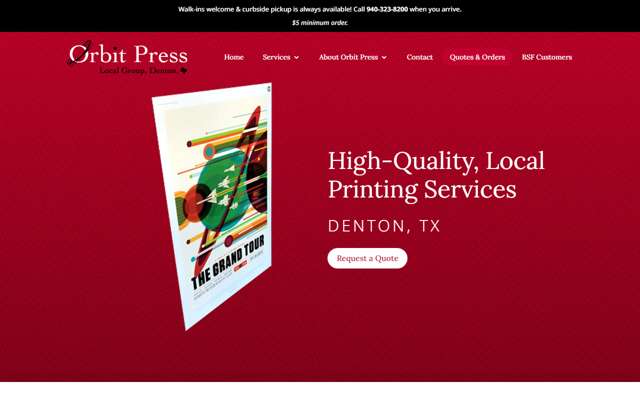 Walk-ins welcome & curbside pickup is always available! Call 940-323-8200 when you arrive.
$5 minimum order.
Orbit Press
Local Group, Denton,
Home
Services
About Orbit Press
Contact
Quotes & Orders
BSF Customers
THE GRAND TOUR
High-Quality, Local
Printing Services
DENTON, TX
Request a Quote